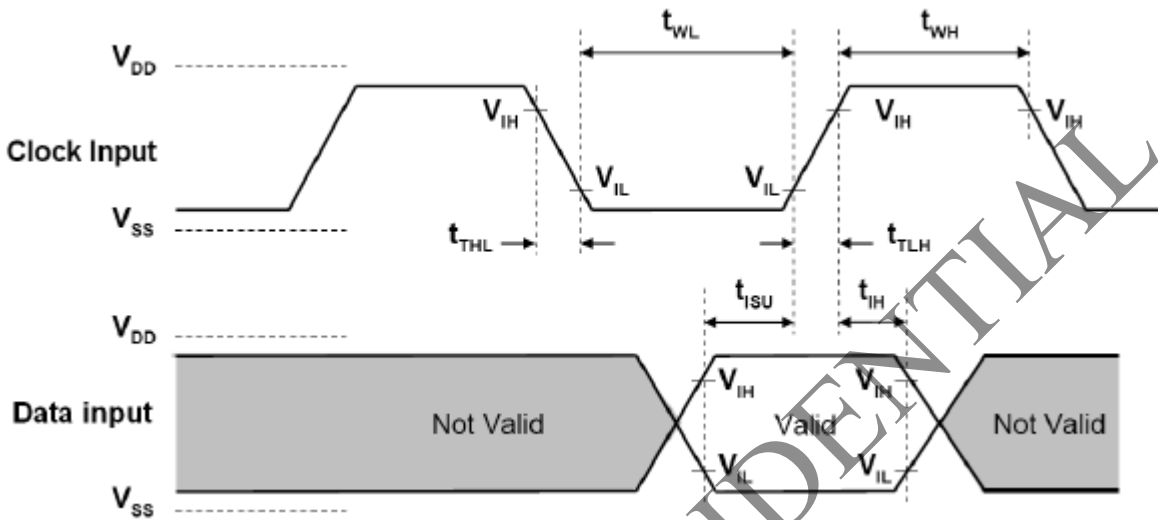 t_WL
t_WH
V_DD
V_IH
V_IH
V_IH
Clock Input
V_IL
V_IL
V_SS
t_THL
t_TLH
t_ISU
t_IH
V_DD
V_IH
V_IH
Data input
Not Valid
Valid
Not Valid
V_IL
V_IL
V_SS
IDENTIAL